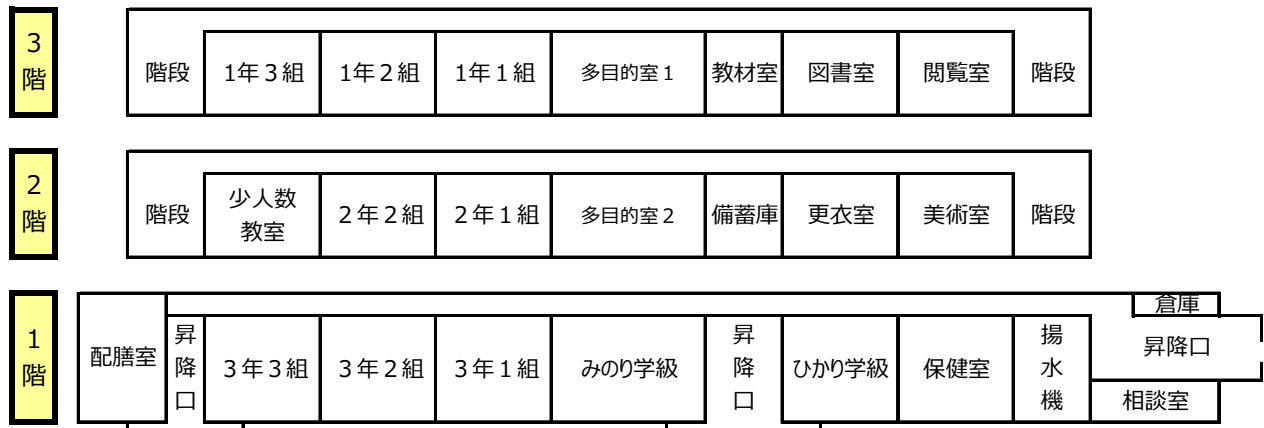 3階
階段 1年３組 1年２組 1年１組 多目的室１ 教材室 図書室 閲覧室 階段
2階
階段 少人数教室 ２年２組 ２年１組 多目的室２ 備蓄庫 更衣室 美術室 階段
1階
配膳室 昇降口 ３年３組 ３年２組 ３年１組 みのり学級 昇降口 ひかり学級 保健室 揚水機 倉庫
昇降口
相談室